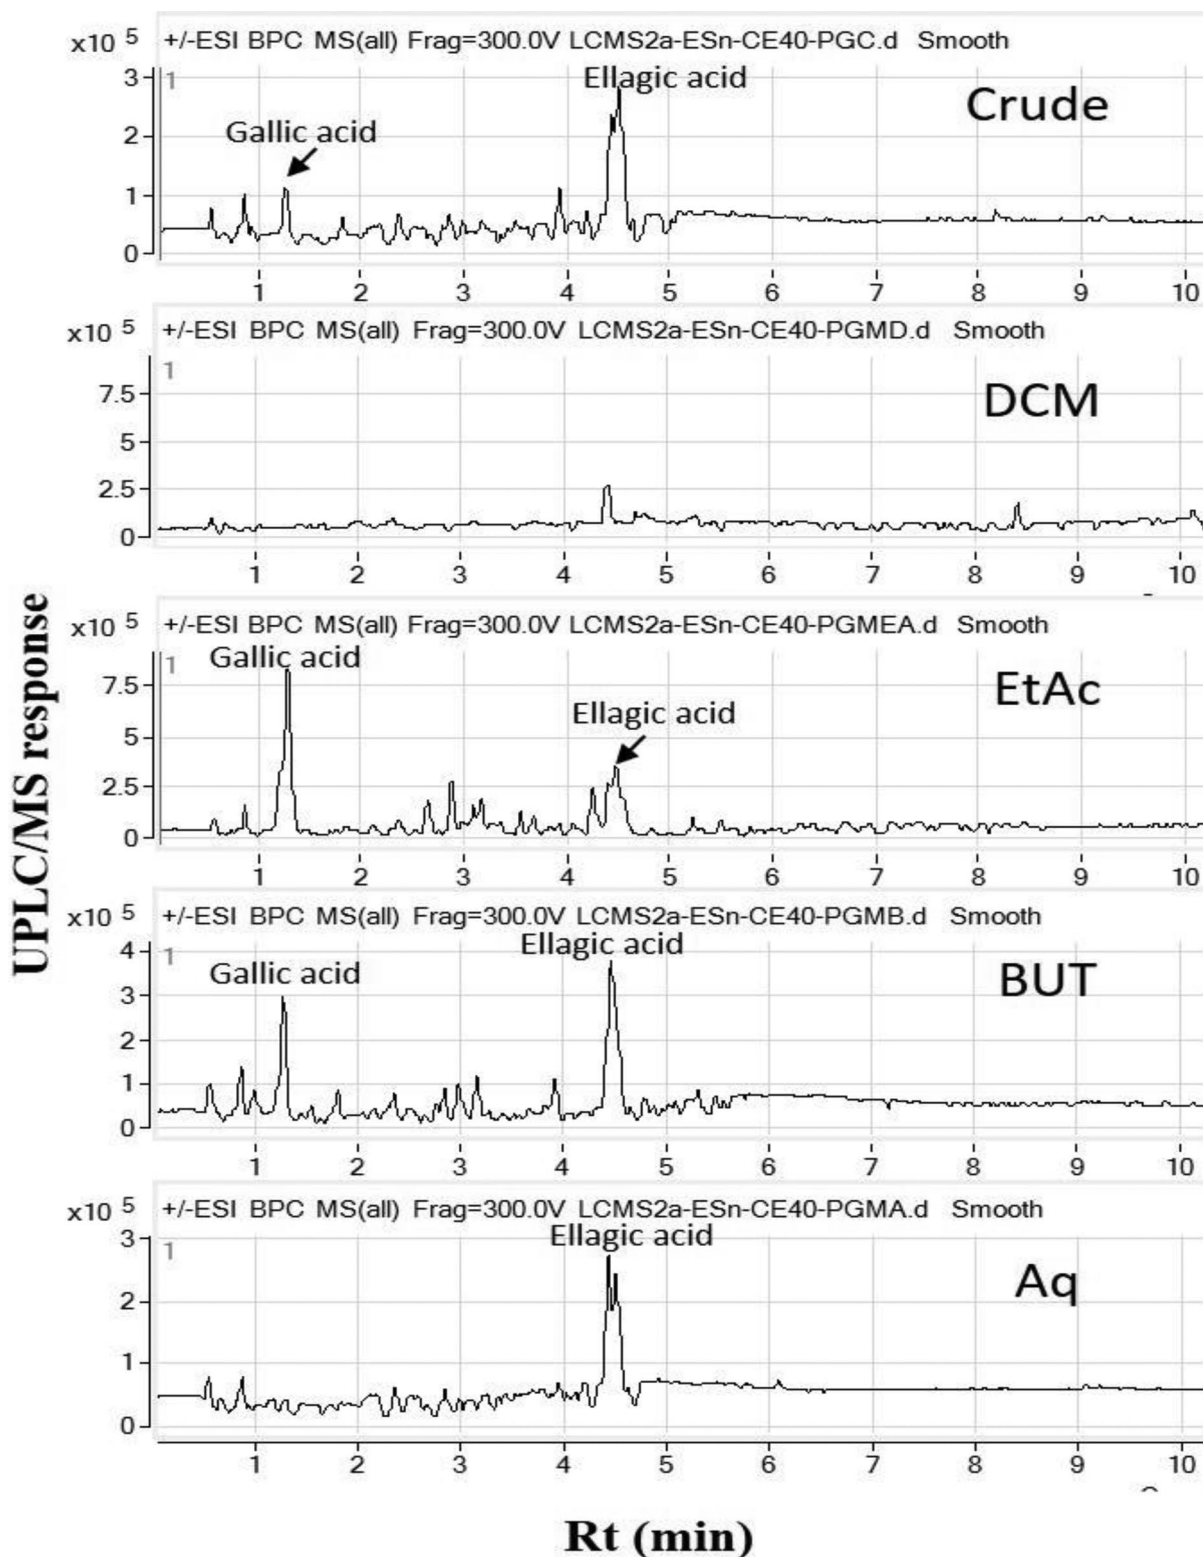 x10 5 +/-ESI BPC MS(all) Frag=300.0V LCMS2a-ESn-CE40-PGC.d Smooth
1
Ellagic acid
Crude
Gallic acid
3
2
1
0
1 2 3 4 5 6 7 8 9 10
x10 5 +/-ESI BPC MS(all) Frag=300.0V LCMS2a-ESn-CE40-PGMD.d Smooth
1
DCM
7.5
5
2.5
0
1 2 3 4 5 6 7 8 9 10
UPLC/MS response
x10 5 +/-ESI BPC MS(all) Frag=300.0V LCMS2a-ESn-CE40-PGMEA.d Smooth
1
Gallic acid
EtAc
Ellagic acid
7.5
5
2.5
0
1 2 3 4 5 6 7 8 9 10
x10 5 +/-ESI BPC MS(all) Frag=300.0V LCMS2a-ESn-CE40-PGMB.d Smooth
1
Ellagic acid
Gallic acid
BUT
4
3
2
1
0
1 2 3 4 5 6 7 8 9 10
x10 5 +/-ESI BPC MS(all) Frag=300.0V LCMS2a-ESn-CE40-PGMA.d Smooth
1
Ellagic acid
Aq
3
2
1
0
1 2 3 4 5 6 7 8 9 10
Rt (min)